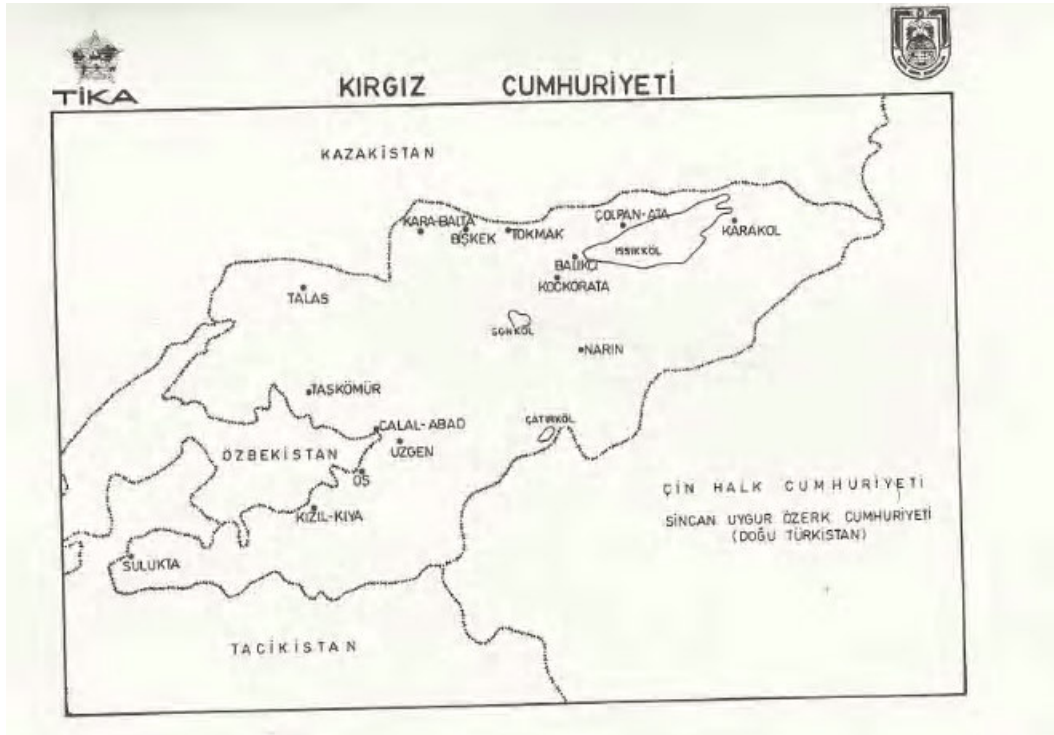 TİKA
KIRGIZ CUMHURİYETİ
KAZAKİSTAN
KARA-BALTA
BİŞKEK
TOKMAK
ÇOLPAN-ATA
ISSIKKÖL
KARAKOL
BALIKÇI
KOÇKORATA
TALAS
SONKÖL
NARIN
TAŞKÖMÜR
CALAL-ABAD
ÇATIRKÖL
UZGEN
ÖZBEKİSTAN
OŞ
ÇİN HALK CUMHURİYETİ
KIZIL-KIYA
SİNCAN UYGUR ÖZERK CUMHURİYETİ
(DOĞU TÜRKİSTAN)
SULUKTA
TACİKİSTAN